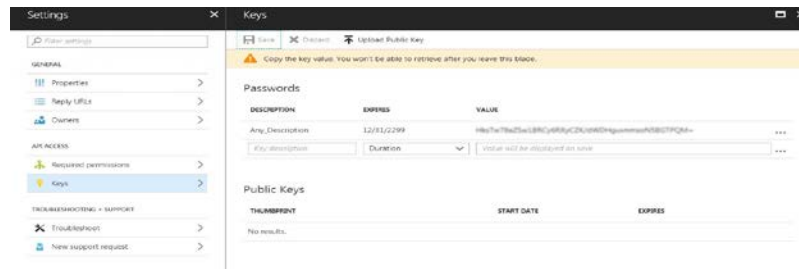 Settings
Keys
Filter settings
Save Discard Upload Public Key
Copy the key value. You won't be able to retrieve after you leave this blade.
GENERAL
Properties
Reply URLs
Owners
API ACCESS
Required permissions
Keys
TROUBLESHOOTING + SUPPORT
Troubleshoot
New support request
Passwords
DESCRIPTION EXPIRES VALUE
Any_Description 12/31/2299
Key description Duration Value will be displayed on save
Public Keys
THUMBPRINT START DATE EXPIRES
No results.